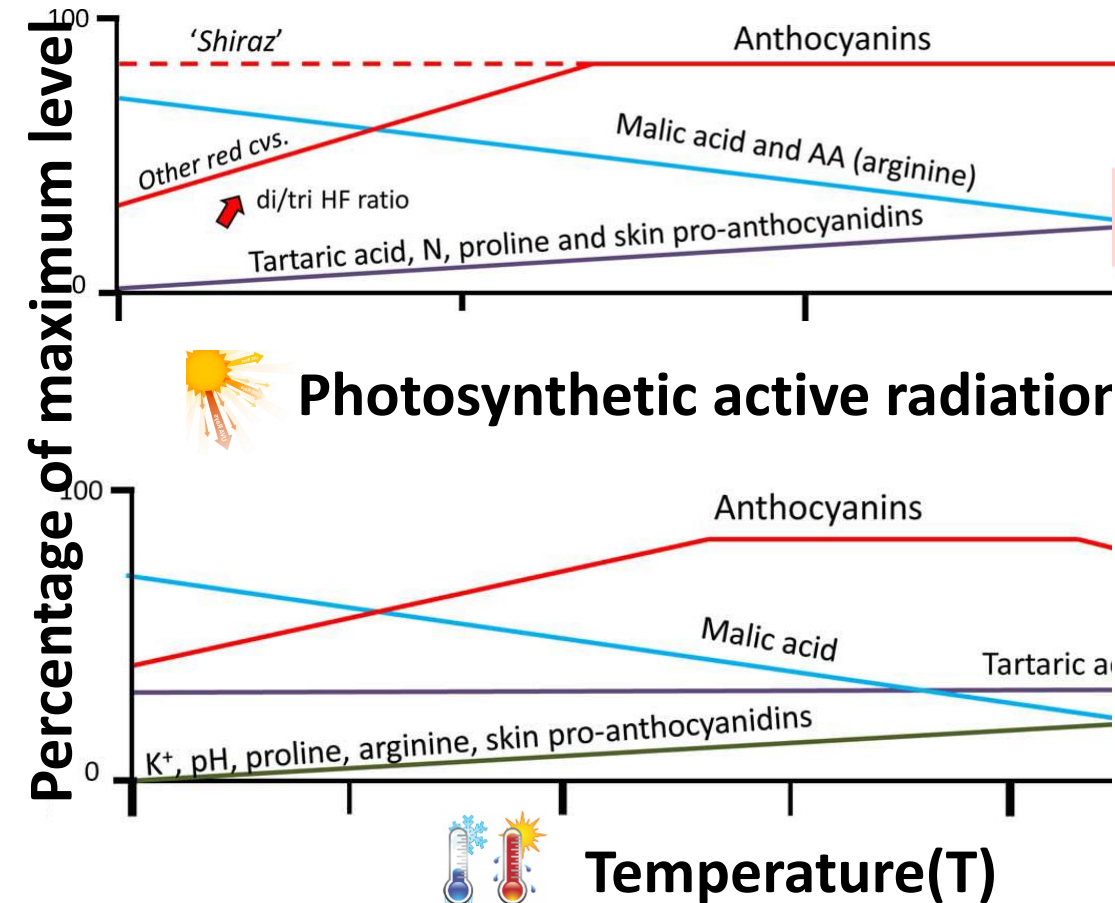 Percentage of maximum level
100
'Shiraz'
Anthocyanins
Other red cvs.
Malic acid and AA (arginine)
di/tri HF ratio
Tartaric acid, N, proline and skin pro-anthocyanidins
0
Photosynthetic active radiation
100
Anthocyanins
Malic acid
Tartaric ac
K⁺, pH, proline, arginine, skin pro-anthocyanidins
0
Temperature(T)